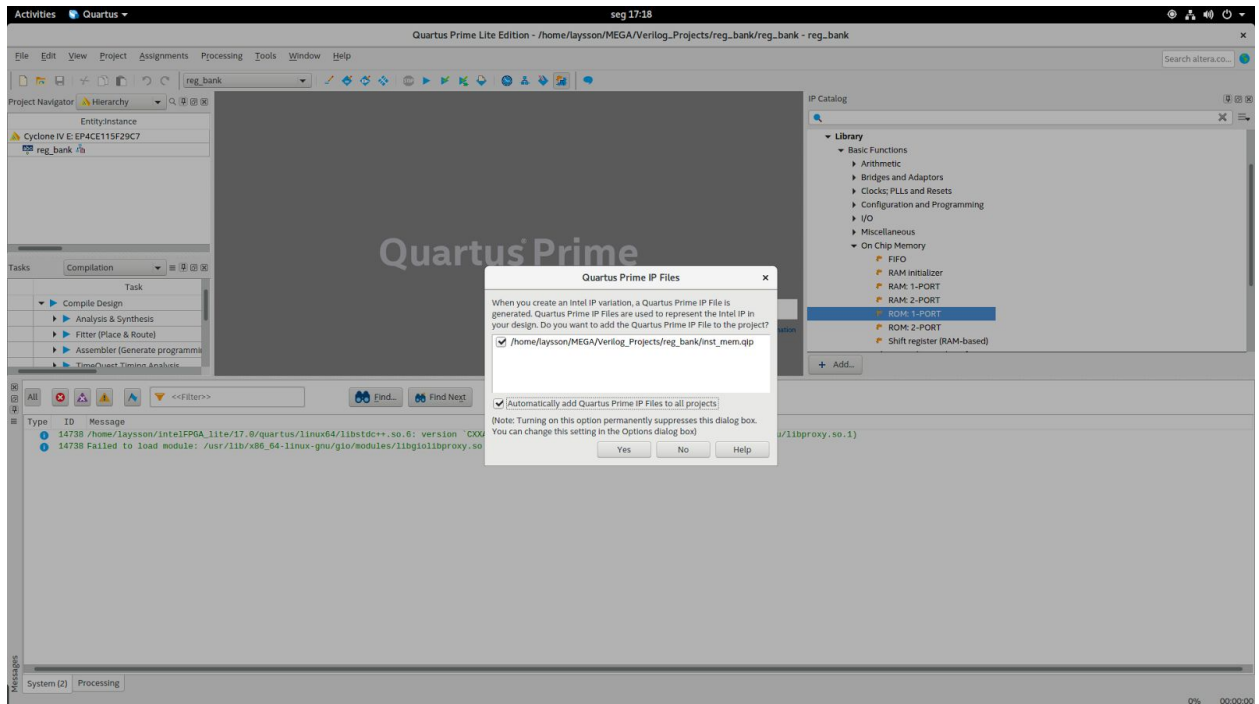 Activities Quartus seg 17:18
Quartus Prime Lite Edition - /home/laysson/MEGA/Verilog_Projects/reg_bank/reg_bank - reg_bank
File Edit View Project Assignments Processing Tools Window Help
Search altera.co...
reg_bank
Project Navigator Hierarchy
Entity:Instance
Cyclone IV E: EP4CE115F29C7
reg_bank
Tasks Compilation
Task
Compile Design
Analysis & Synthesis
Fitter (Place & Route)
Assembler (Generate programmi
TimeQuest Timing Analysis
Quartus Prime
IP Catalog
Library
Basic Functions
Arithmetic
Bridges and Adaptors
Clocks; PLLs and Resets
Configuration and Programming
I/O
Miscellaneous
On Chip Memory
FIFO
RAM initializer
RAM: 1-PORT
RAM: 2-PORT
ROM: 1-PORT
ROM: 2-PORT
Shift register (RAM-based)
+ Add...
Quartus Prime IP Files
When you create an Intel IP variation, a Quartus Prime IP File is
generated. Quartus Prime IP Files are used to represent the Intel IP in
your design. Do you want to add the Quartus Prime IP File to the project?
/home/laysson/MEGA/Verilog_Projects/reg_bank/inst_mem.qip
Automatically add Quartus Prime IP Files to all projects
(Note: Turning on this option permanently suppresses this dialog box.
You can change this setting in the Options dialog box)
Yes No Help
All <<Filter>> Find... Find Next
Type ID Message
14738 /home/laysson/intelFPGA_lite/17.0/quartus/linux64/libstdc++.so.6: version `CXXA u/libproxy.so.1)
14738 Failed to load module: /usr/lib/x86_64-linux-gnu/gio/modules/libgiolibproxy.so
Messages
System (2) Processing
0% 00:00:00